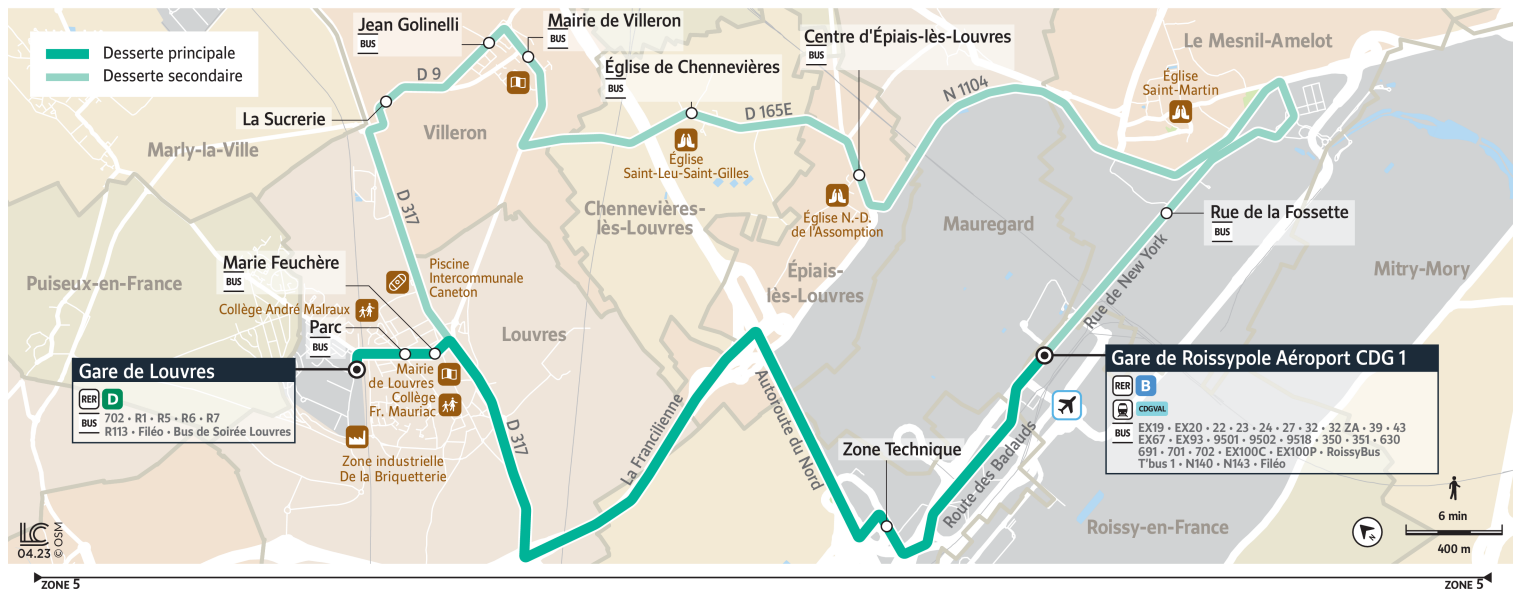 Desserte principale
Desserte secondaire
Jean Golinelli
BUS
Mairie de Villeron
BUS
Centre d'Épiais-lès-Louvres
BUS
Le Mesnil-Amelot
Église de Chennevières
BUS
D 9
N 1104
Église
Saint-Martin
La Sucrerie
Villeron
D 165E
Marly-la-Ville
Église
Saint-Leu-Saint-Gilles
D 317
Chennevières-
lès-Louvres
Église N.-D.
de l'Assomption
Mauregard
Rue de la Fossette
BUS
Marie Feuchère
BUS
Piscine
Intercommunale
Caneton
Puiseux-en-France
Épiais-
lès-Louvres
Rue de New York
Mitry-Mory
Collège André Malraux
Parc
BUS
Louvres
Gare de Louvres
RER D
BUS 702 • R1 • R5 • R6 • R7
R113 • Filéo • Bus de Soirée Louvres
Mairie
de Louvres
Collège
Fr. Mauriac
Gare de Roissypole Aéroport CDG 1
RER B
CDGVAL
BUS EX19 • EX20 • 22 • 23 • 24 • 27 • 32 • 32 ZA • 39 • 43
EX67 • EX93 • 9501 • 9502 • 9518 • 350 • 351 • 630
691 • 701 • 702 • EX100C • EX100P • RoissyBus
T'bus 1 • N140 • N143 • Filéo
Zone industrielle
De la Briquetterie
D 317
La Francilienne
Autoroute du Nord
Zone Technique
Route des Badauds
Roissy-en-France
N
6 min
400 m
LC
04.23 © OSM
ZONE 5
ZONE 5